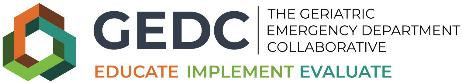 GEDC
THE GERIATRIC
EMERGENCY DEPARTMENT
COLLABORATIVE
EDUCATE IMPLEMENT EVALUATE